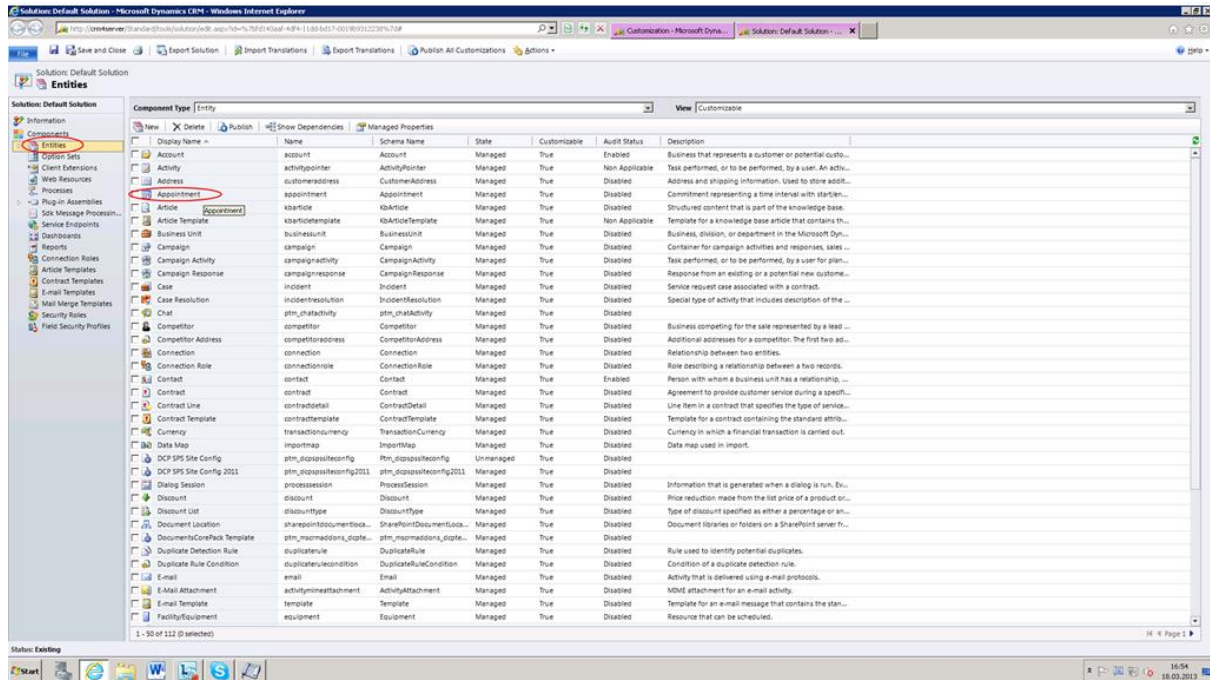 Solution: Default Solution - Microsoft Dynamics CRM - Windows Internet Explorer
Customization - Microsoft Dyna... Solution: Default Solution - ...
File Save and Close Export Solution Import Translations Export Translations Publish All Customizations Actions Help
Solution: Default Solution
Entities
Solution: Default Solution
Information
Components
Entities
Option Sets
Client Extensions
Web Resources
Processes
Plug-in Assemblies
Sdk Message Processin...
Service Endpoints
Dashboards
Reports
Connection Roles
Article Templates
Contract Templates
E-mail Templates
Mail Merge Templates
Security Roles
Field Security Profiles
Component Type Entity View Customizable
New Delete Publish Show Dependencies Managed Properties
Display Name Name Schema Name State Customizable Audit Status Description
Account account Account Managed True Enabled Business that represents a customer or potential custo...
Activity activitypointer ActivityPointer Managed True Non Applicable Task performed, or to be performed, by a user. An activ...
Address customeraddress CustomerAddress Managed True Disabled Address and shipping information. Used to store addit...
Appointment appointment Appointment Managed True Disabled Commitment representing a time interval with start/en...
Article kbarticle KbArticle Managed True Disabled Structured content that is part of the knowledge base.
Appointment
Article Template kbarticletemplate KbArticleTemplate Managed True Non Applicable Template for a knowledge base article that contains th...
Business Unit businessunit BusinessUnit Managed True Disabled Business, division, or department in the Microsoft Dyn...
Campaign campaign Campaign Managed True Disabled Container for campaign activities and responses, sales ...
Campaign Activity campaignactivity CampaignActivity Managed True Disabled Task performed, or to be performed, by a user for plan...
Campaign Response campaignresponse CampaignResponse Managed True Disabled Response from an existing or a potential new custome...
Case incident Incident Managed True Disabled Service request case associated with a contract.
Case Resolution incidentresolution IncidentResolution Managed True Disabled Special type of activity that includes description of the ...
Chat ptm_chatactivity ptm_chatActivity Managed True Disabled
Competitor competitor Competitor Managed True Disabled Business competing for the sale represented by a lead ...
Competitor Address competitoraddress CompetitorAddress Managed True Disabled Additional addresses for a competitor. The first two ad...
Connection connection Connection Managed True Disabled Relationship between two entities.
Connection Role connectionrole ConnectionRole Managed True Disabled Role describing a relationship between a two records.
Contact contact Contact Managed True Enabled Person with whom a business unit has a relationship, ...
Contract contract Contract Managed True Disabled Agreement to provide customer service during a specifi...
Contract Line contractdetail ContractDetail Managed True Disabled Line item in a contract that specifies the type of service...
Contract Template contracttemplate ContractTemplate Managed True Disabled Template for a contract containing the standard attrib...
Currency transactioncurrency TransactionCurrency Managed True Disabled Currency in which a financial transaction is carried out.
Data Map importmap ImportMap Managed True Disabled Data map used in import.
DCP SPS Site Config ptm_dcpspssiteconfig Ptm_dcpspssiteconfig Unmanaged True Disabled
DCP SPS Site Config 2011 ptm_dcpspssiteconfig2011 ptm_dcpspssiteconfig2011 Managed True Disabled
Dialog Session processsession ProcessSession Managed True Disabled Information that is generated when a dialog is run. Ev...
Discount discount Discount Managed True Disabled Price reduction made from the list price of a product or...
Discount List discounttype DiscountType Managed True Disabled Type of discount specified as either a percentage or an...
Document Location sharepointdocumentloca... SharePointDocumentLoca... Managed True Disabled Document libraries or folders on a SharePoint server fr...
DocumentsCorePack Template ptm_mscrmaddons_dcpte... ptm_mscrmaddons_dcpte... Managed True Disabled
Duplicate Detection Rule duplicaterule DuplicateRule Managed True Disabled Rule used to identify potential duplicates.
Duplicate Rule Condition duplicaterulecondition DuplicateRuleCondition Managed True Disabled Condition of a duplicate detection rule.
E-mail email Email Managed True Disabled Activity that is delivered using e-mail protocols.
E-Mail Attachment activitymimeattachment ActivityAttachment Managed True Disabled MIME attachment for an e-mail activity.
E-mail Template template Template Managed True Disabled Template for an e-mail message that contains the stan...
Facility/Equipment equipment Equipment Managed True Disabled Resource that can be scheduled.
1 - 50 of 112 (0 selected) Page 1
Status: Existing
Start 16:54
18.03.2013